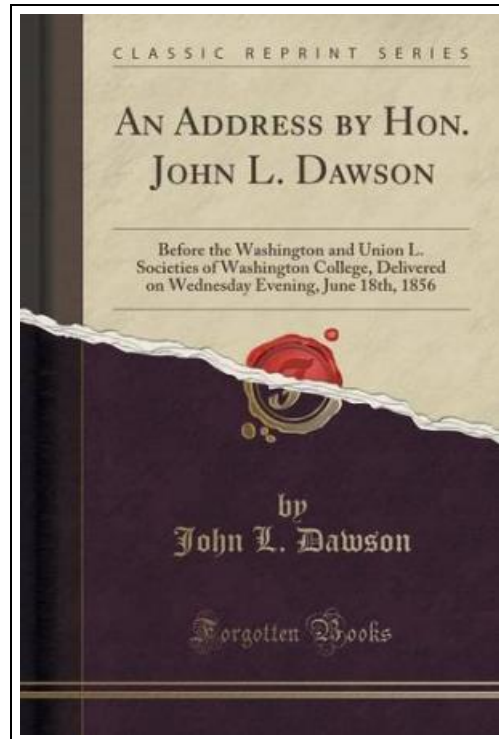 CLASSIC REPRINT SERIES
AN ADDRESS BY HON.
JOHN L. DAWSON
Before the Washington and Union L.
Societies of Washington College, Delivered
on Wednesday Evening, June 18th, 1856
F
by
John L. Dawson
Forgotten Books